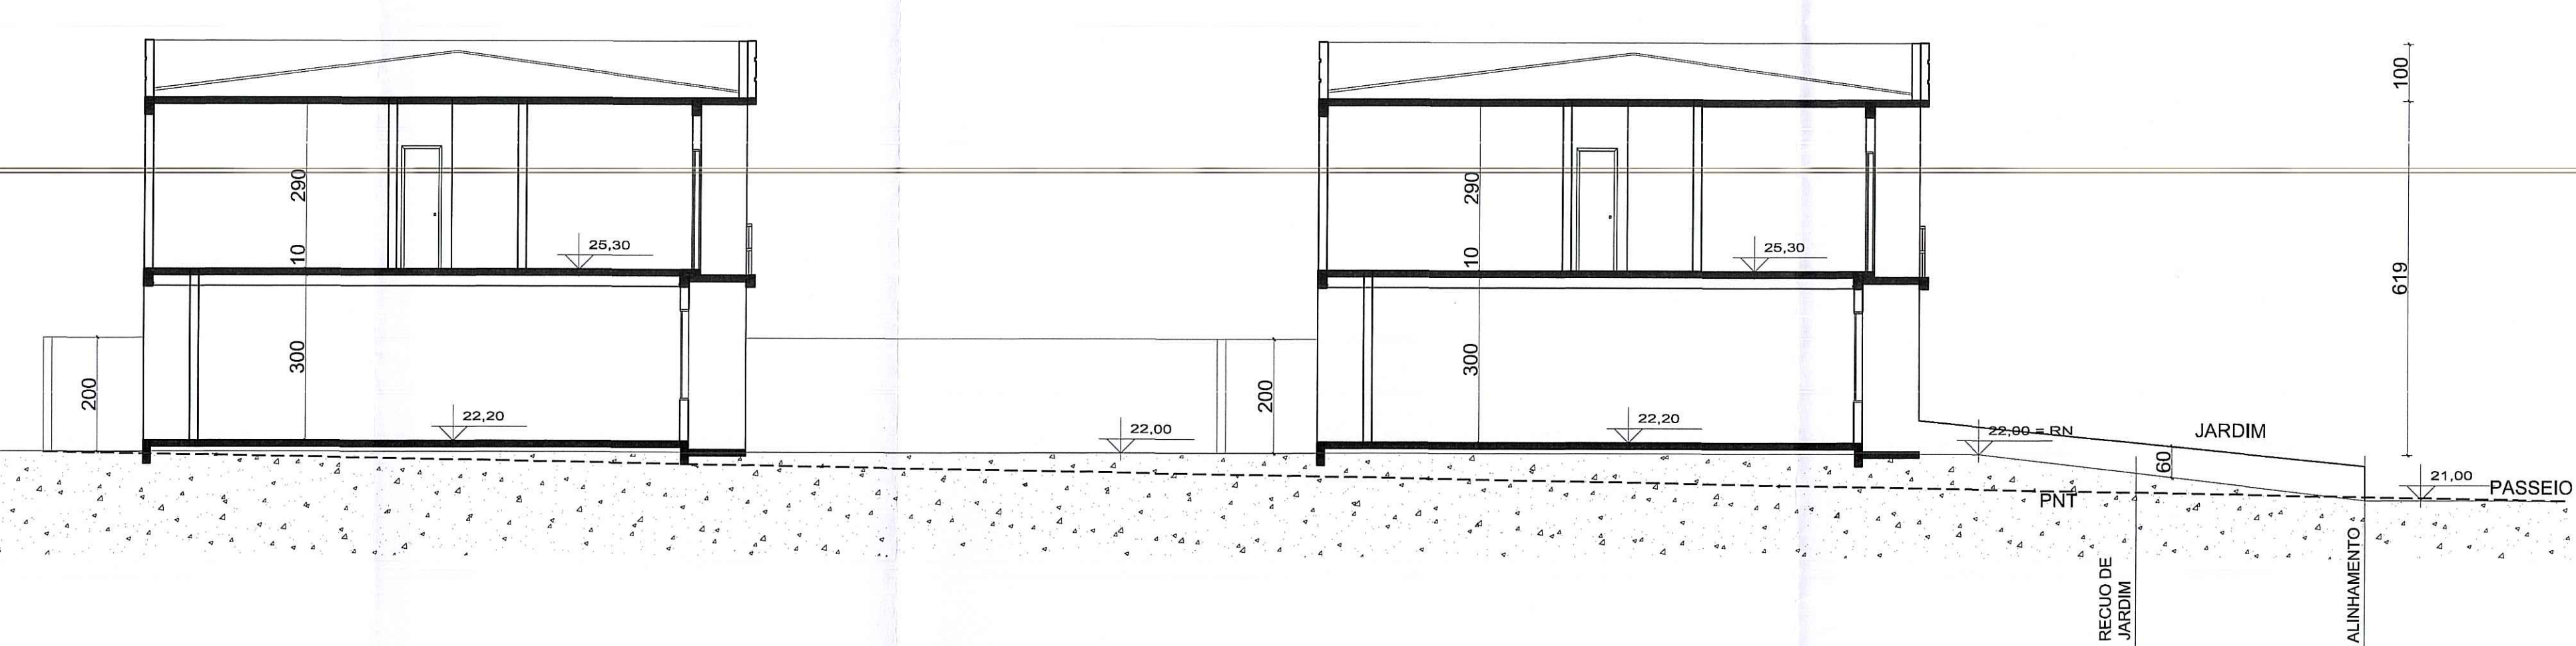 100
290
10
25,30
290
10
25,30
619
300
200
22,20
22,00
300
200
22,20
22,00 = RN
JARDIM
60
PNT
21,00
PASSEIO
RECUO DE
JARDIM
ALINHAMENTO